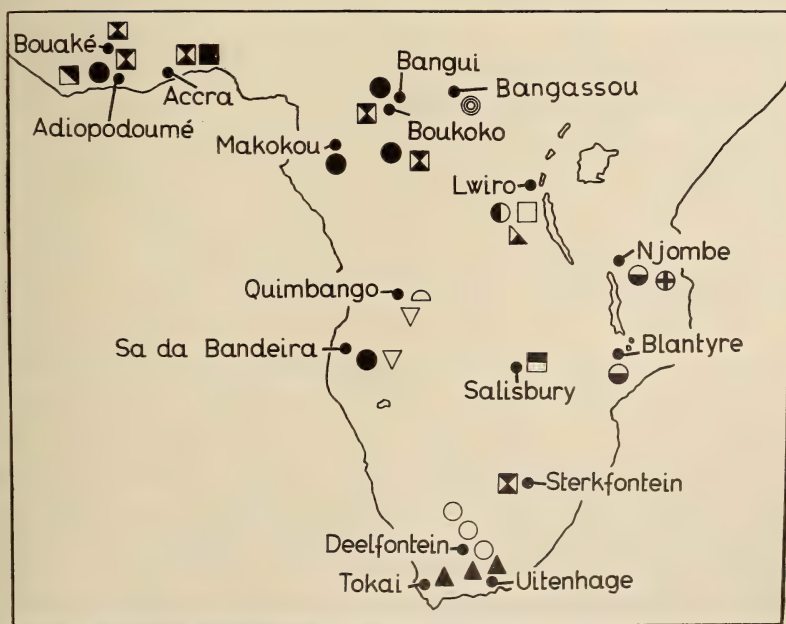 Bouaké
Bangui
Bangassou
Accra
Adiopodoumé
Boukoko
Makokou
Lwiro
Njombe
Quimbango
Sa da Bandeira
Blantyre
Salisbury
Sterkfontein
Deelfontein
Tokai
Uitenhage